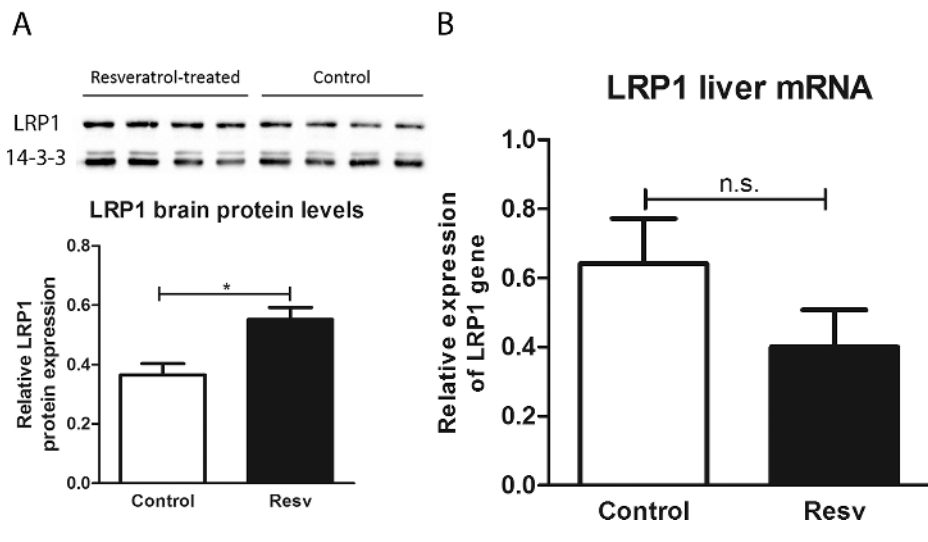 A
Resveratrol-treated
Control
LRP1
14-3-3
LRP1 brain protein levels
Relative LRP1
protein expression
0.8
0.6
0.4
0.2
0.0
*
Control
Resv
B
LRP1 liver mRNA
Relative expression
of LRP1 gene
1.0
0.8
0.6
0.4
0.2
0.0
n.s.
Control
Resv